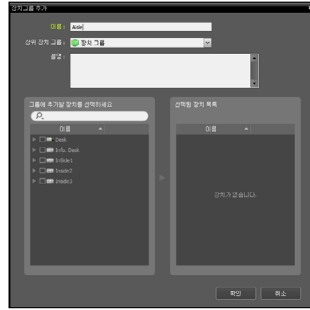 장치그룹 추가
이름 : Aisle
상위 장치 그룹 : 장치 그룹
설명 :
그룹에 추가할 장치를 선택하세요
선택된 장치 목록
이름
이름
Desk
Info. Desk
InSide1
Inside2
Inside3
장치가 없습니다.
확인
취소